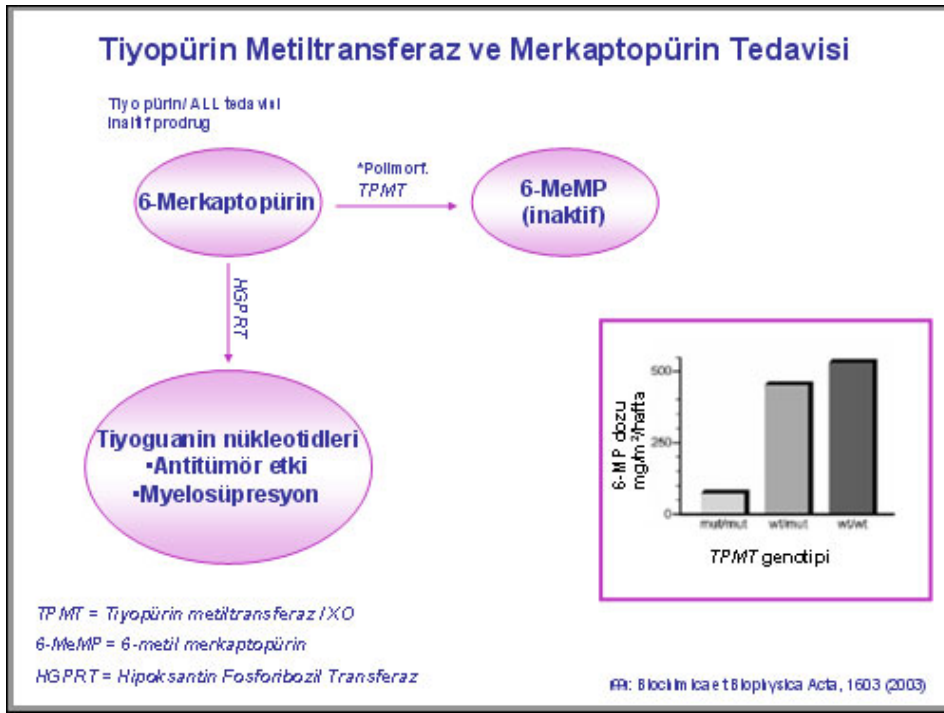 Tiyopürin Metiltransferaz ve Merkaptopürin Tedavisi
Tiyopürin/ ALL tedavisi
Inaktif prodrug
6-Merkaptopürin
*Polimorf.
TPMT
6-MeMP
(inaktif)
HGPRT
Tiyoguanin nükleotidleri
•Antitümör etki
•Myelosüpresyon
6-MP dozu
mg/m²/hafta
500
250
0
mut/mut wt/mut wt/wt
TPMT genotipi
TPMT = Tiyopürin metiltransferaz / XO
6-MeMP = 6-metil merkaptopürin
HGPRT = Hipoksantin Fosforibozil Transferaz
Biochimica et Biophysica Acta, 1603 (2003)